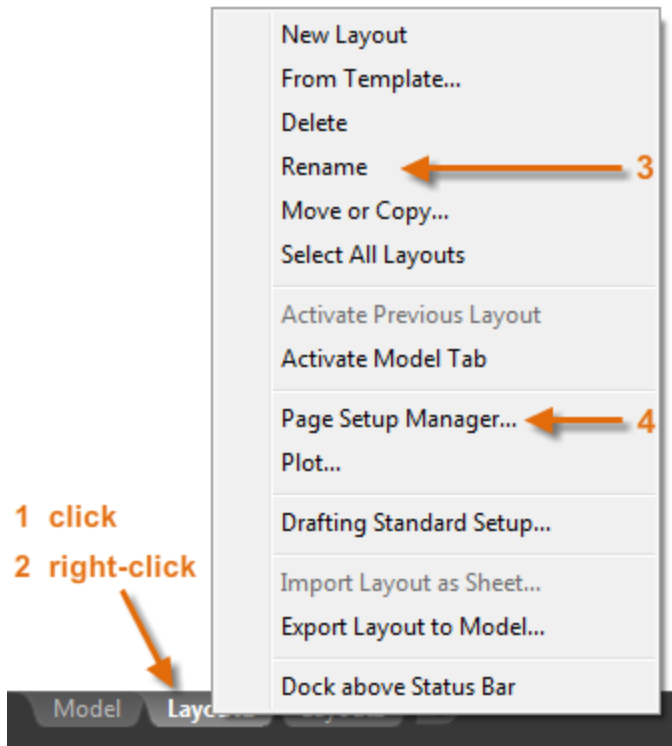 New Layout
From Template...
Delete
Rename
3
Move or Copy...
Select All Layouts
Activate Previous Layout
Activate Model Tab
Page Setup Manager...
4
Plot...
1 click
Drafting Standard Setup...
2 right-click
Import Layout as Sheet...
Export Layout to Model...
Dock above Status Bar
Model